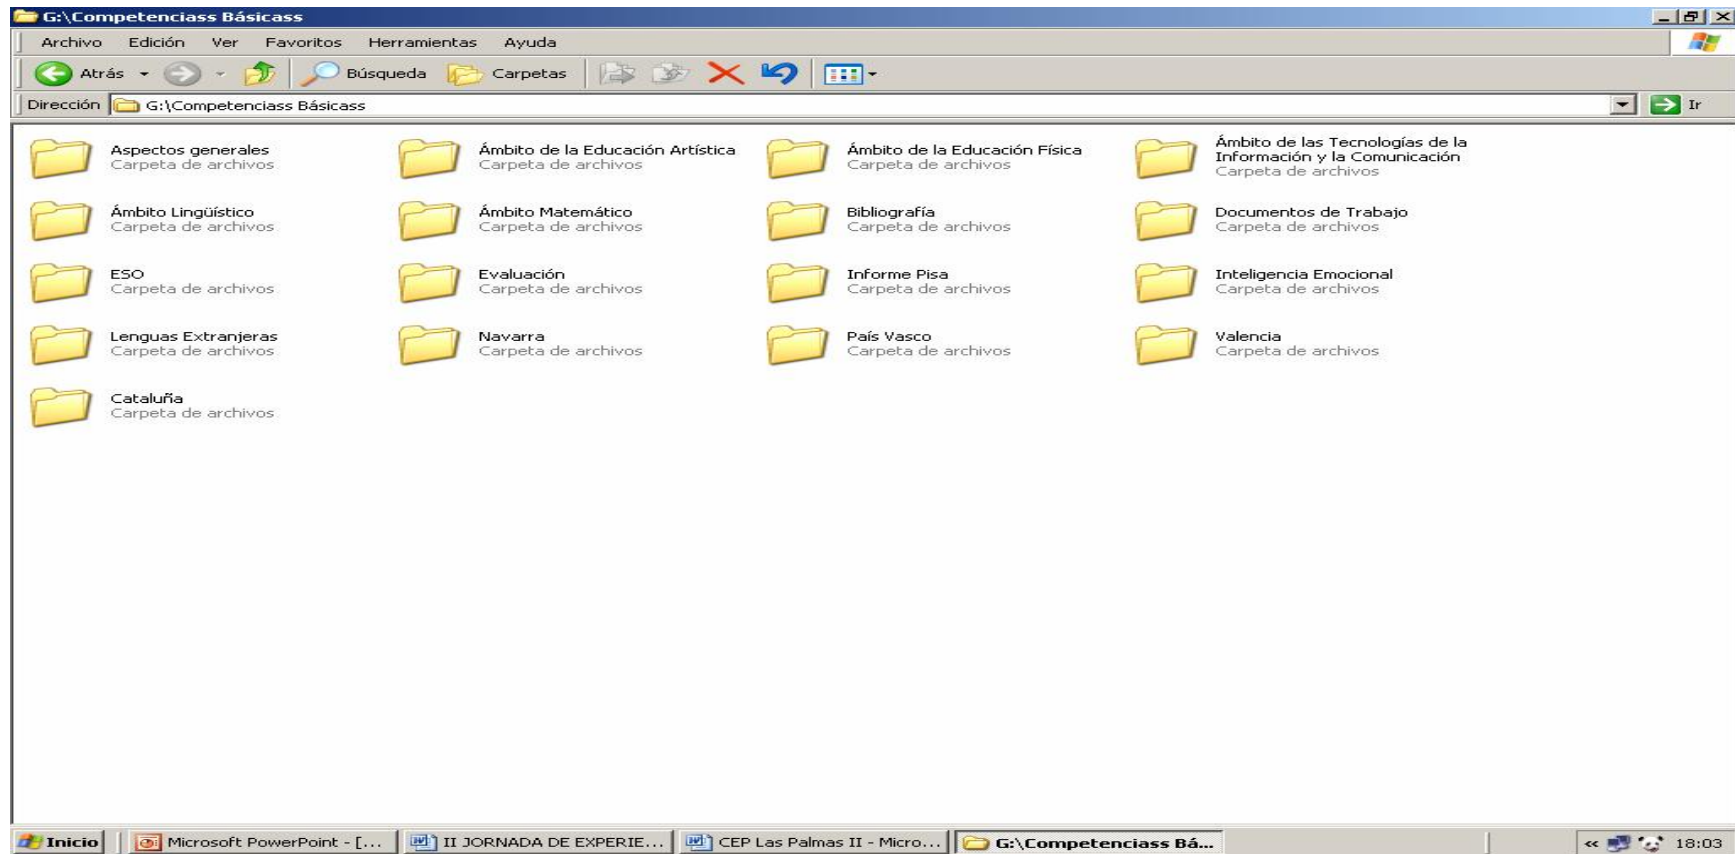 G:\Competenciass Básicass
Archivo Edición Ver Favoritos Herramientas Ayuda
Atrás Búsqueda Carpetas
Dirección G:\Competenciass Básicass Ir
Aspectos generales
Carpeta de archivos
Ámbito de la Educación Artística
Carpeta de archivos
Ámbito de la Educación Física
Carpeta de archivos
Ámbito de las Tecnologías de la
Información y la Comunicación
Carpeta de archivos
Ámbito Lingüístico
Carpeta de archivos
Ámbito Matemático
Carpeta de archivos
Bibliografía
Carpeta de archivos
Documentos de Trabajo
Carpeta de archivos
ESO
Carpeta de archivos
Evaluación
Carpeta de archivos
Informe Pisa
Carpeta de archivos
Inteligencia Emocional
Carpeta de archivos
Lenguas Extranjeras
Carpeta de archivos
Navarra
Carpeta de archivos
País Vasco
Carpeta de archivos
Valencia
Carpeta de archivos
Cataluña
Carpeta de archivos
Inicio Microsoft PowerPoint - [... II JORNADA DE EXPERIE... CEP Las Palmas II - Micro... G:\Competenciass Bá... « 18:03